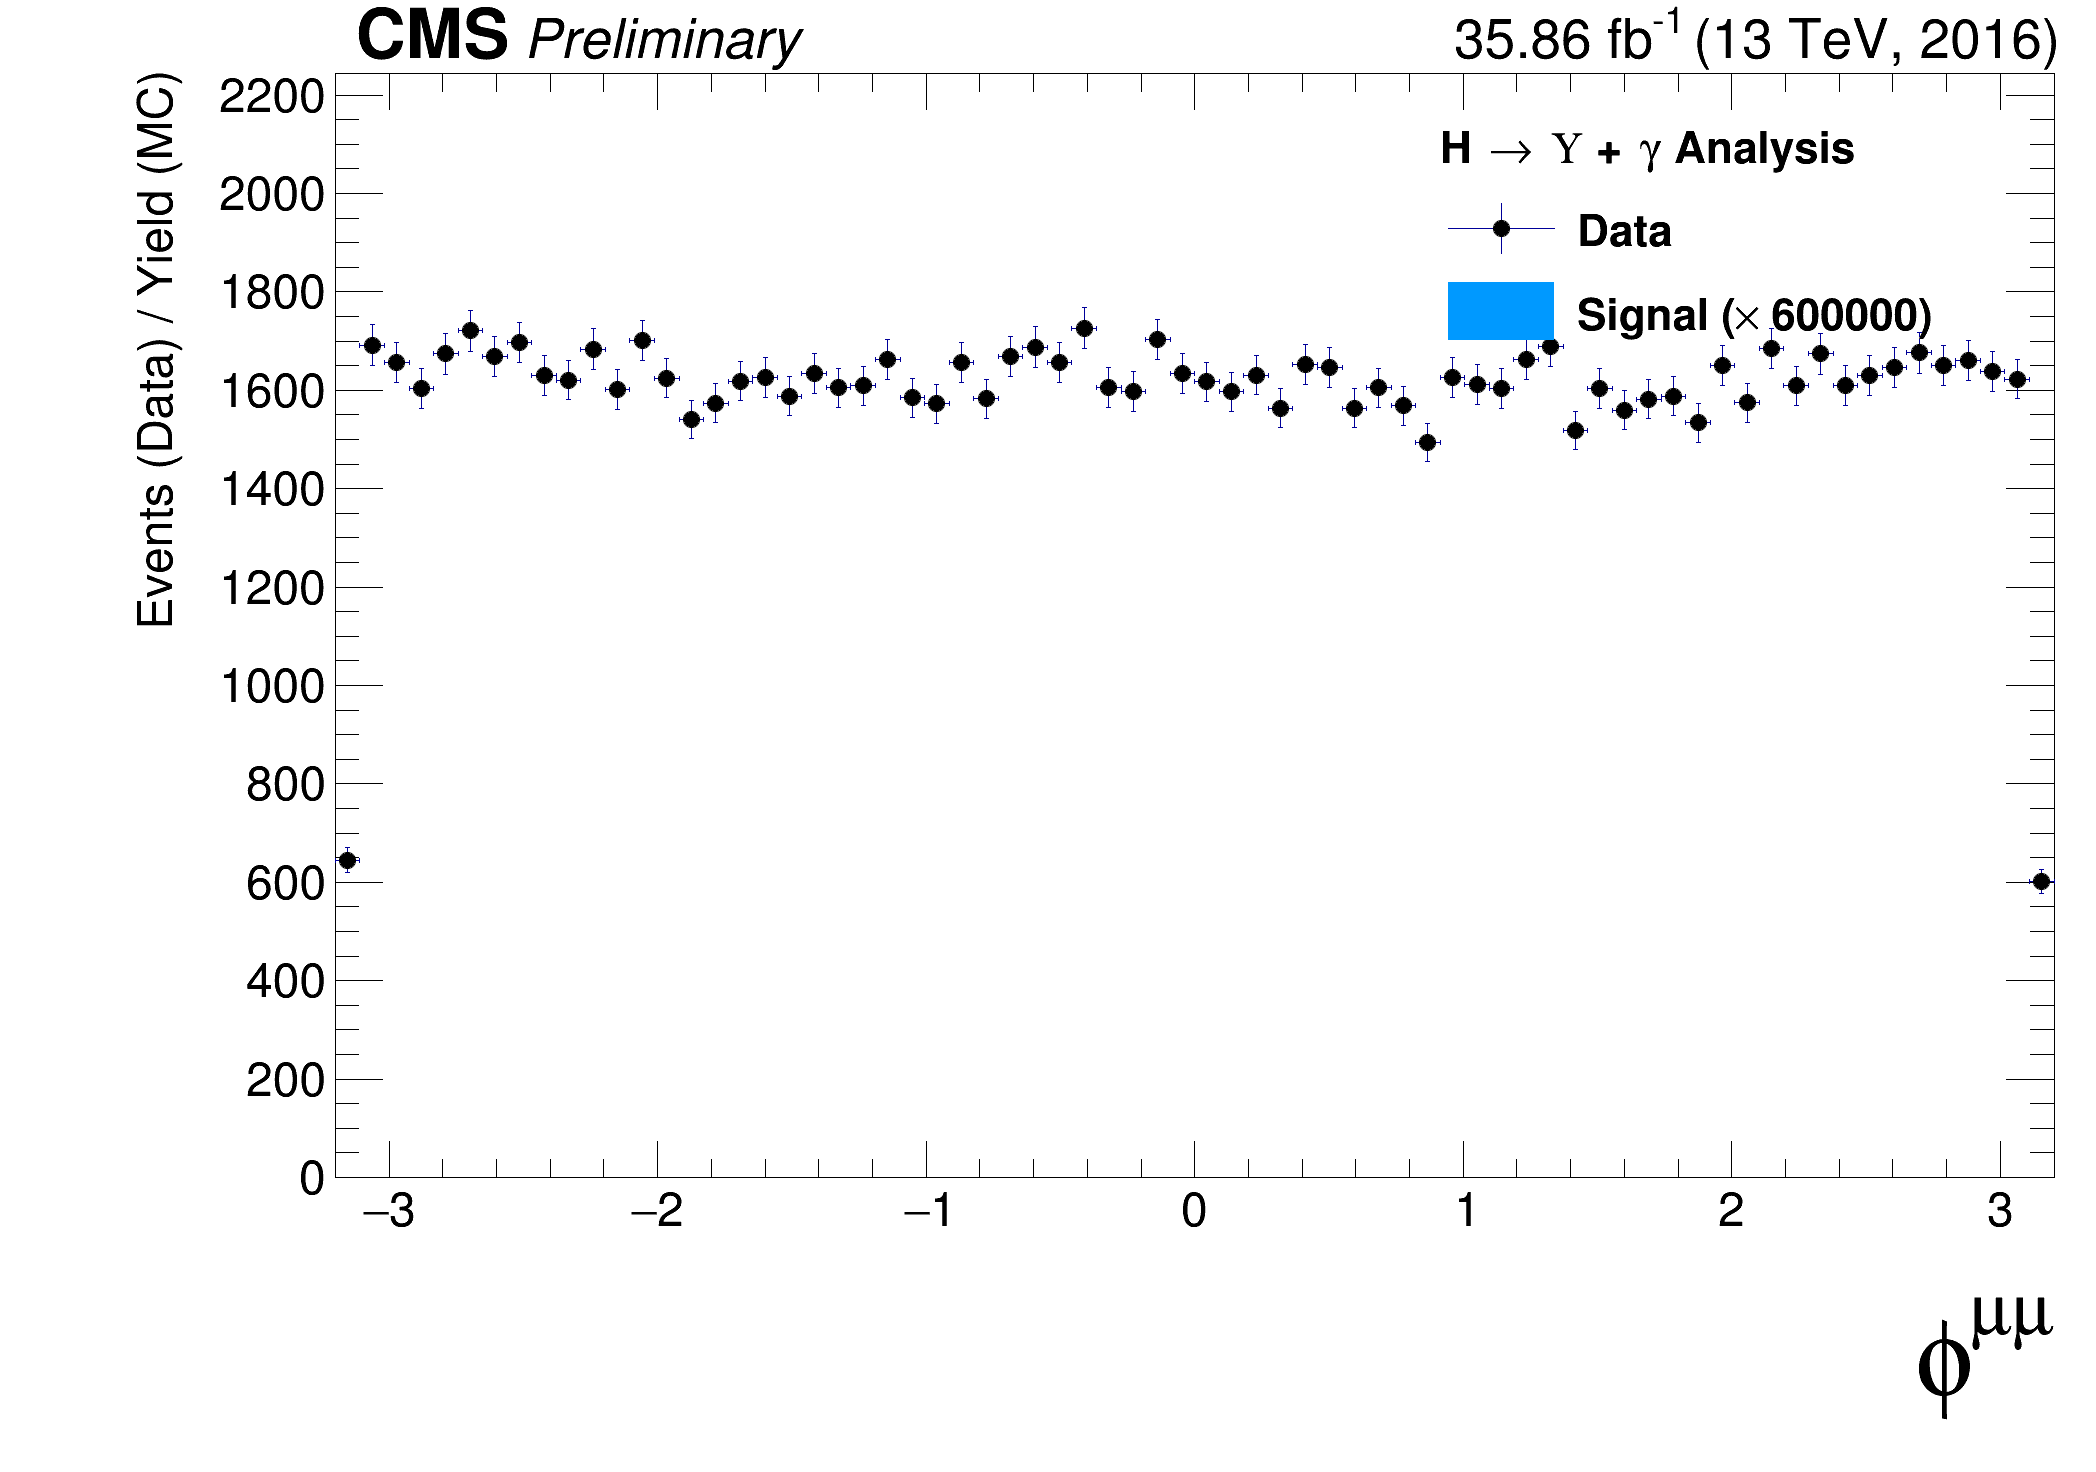 CMS Preliminary 35.86 fb⁻¹ (13 TeV, 2016)
Events (Data) / Yield (MC)
2200
2000
1800
1600
1400
1200
1000
800
600
400
200
0
H → Υ + γ Analysis
Data
Signal (× 600000)
−3 −2 −1 0 1 2 3
ϕ^μμ